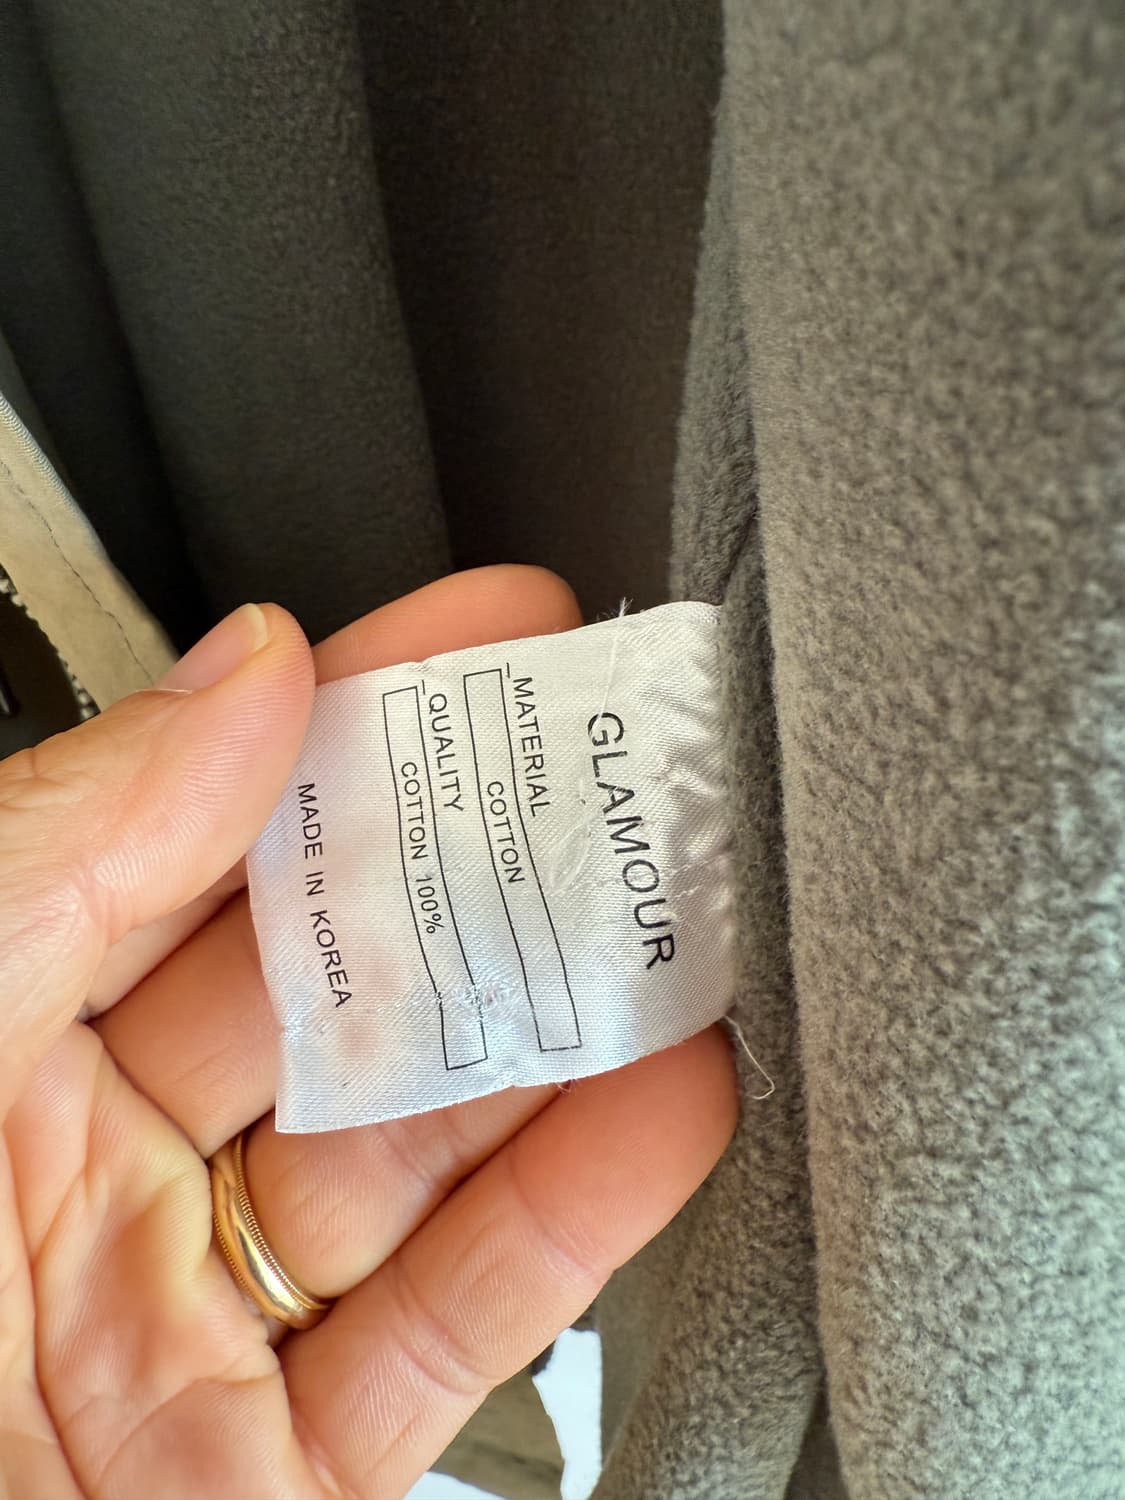 GLAMOUR
MATERIAL
COTTON
QUALITY
COTTON 100%
MADE IN KOREA